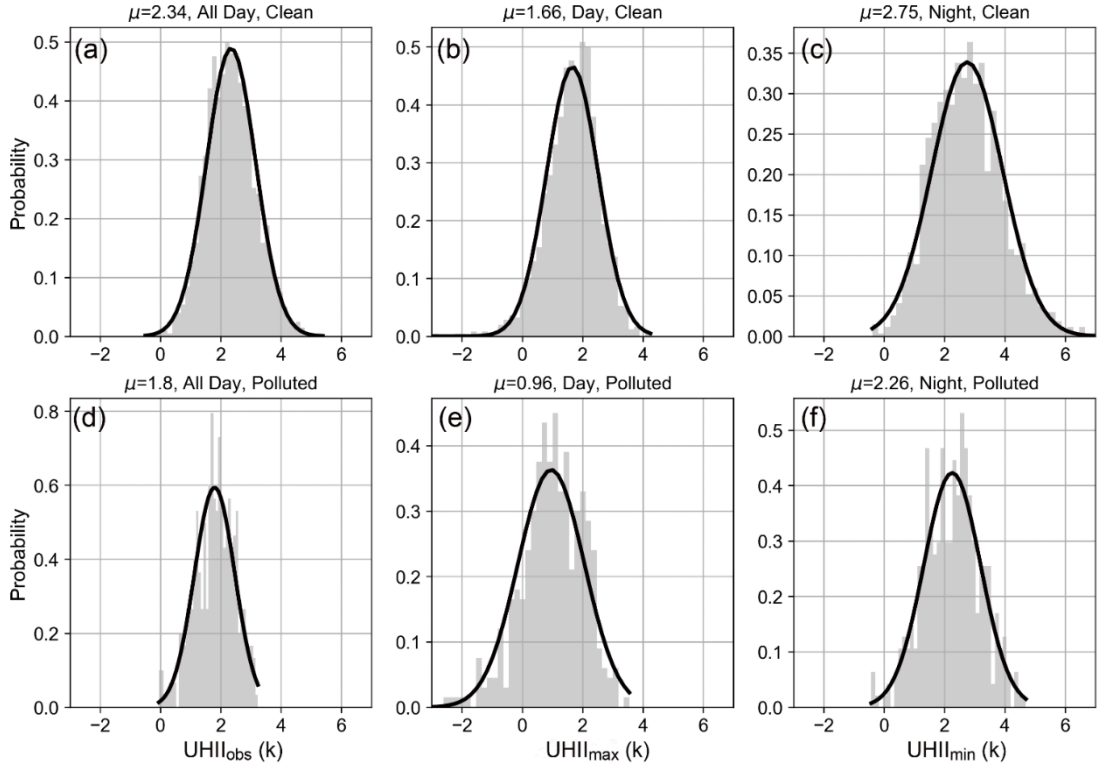 μ=2.34, All Day, Clean
μ=1.66, Day, Clean
μ=2.75, Night, Clean
(a)
(b)
(c)
Probability
0.5
0.4
0.3
0.2
0.1
0.0
−2 0 2 4 6
0.5
0.4
0.3
0.2
0.1
0.0
−2 0 2 4 6
0.35
0.30
0.25
0.20
0.15
0.10
0.05
0.00
−2 0 2 4 6
μ=1.8, All Day, Polluted
μ=0.96, Day, Polluted
μ=2.26, Night, Polluted
(d)
(e)
(f)
Probability
0.8
0.6
0.4
0.2
0.0
−2 0 2 4 6
UHII_obs (k)
0.4
0.3
0.2
0.1
0.0
−2 0 2 4 6
UHII_max (k)
0.5
0.4
0.3
0.2
0.1
0.0
−2 0 2 4 6
UHII_min (k)